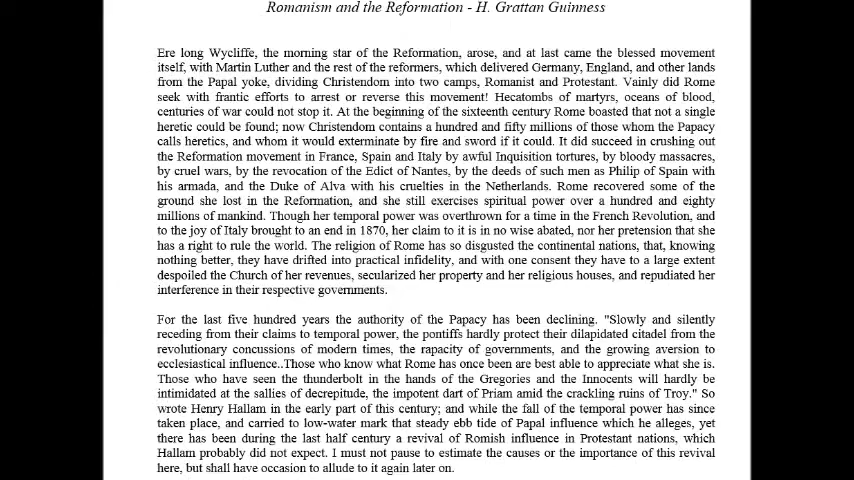 Romanism and the Reformation - H. Grattan Guinness
Ere long Wycliffe, the morning star of the Reformation, arose, and at last came the blessed movement
itself, with Martin Luther and the rest of the reformers, which delivered Germany, England, and other lands
from the Papal yoke, dividing Christendom into two camps, Romanist and Protestant. Vainly did Rome
seek with frantic efforts to arrest or reverse this movement! Hecatombs of martyrs, oceans of blood,
centuries of war could not stop it. At the beginning of the sixteenth century Rome boasted that not a single
heretic could be found; now Christendom contains a hundred and fifty millions of those whom the Papacy
calls heretics, and whom it would exterminate by fire and sword if it could. It did succeed in crushing out
the Reformation movement in France, Spain and Italy by awful Inquisition tortures, by bloody massacres,
by cruel wars, by the revocation of the Edict of Nantes, by the deeds of such men as Philip of Spain with
his armada, and the Duke of Alva with his cruelties in the Netherlands. Rome recovered some of the
ground she lost in the Reformation, and she still exercises spiritual power over a hundred and eighty
millions of mankind. Though her temporal power was overthrown for a time in the French Revolution, and
to the joy of Italy brought to an end in 1870, her claim to it is in no wise abated, nor her pretension that she
has a right to rule the world. The religion of Rome has so disgusted the continental nations, that, knowing
nothing better, they have drifted into practical infidelity, and with one consent they have to a large extent
despoiled the Church of her revenues, secularized her property and her religious houses, and repudiated her
interference in their respective governments.
For the last five hundred years the authority of the Papacy has been declining. "Slowly and silently
receding from their claims to temporal power, the pontiffs hardly protect their dilapidated citadel from the
revolutionary concussions of modern times, the rapacity of governments, and the growing aversion to
ecclesiastical influence..Those who know what Rome has once been are best able to appreciate what she is.
Those who have seen the thunderbolt in the hands of the Gregories and the Innocents will hardly be
intimidated at the sallies of decrepitude, the impotent dart of Priam amid the crackling ruins of Troy." So
wrote Henry Hallam in the early part of this century; and while the fall of the temporal power has since
taken place, and carried to low-water mark that steady ebb tide of Papal influence which he alleges, yet
there has been during the last half century a revival of Romish influence in Protestant nations, which
Hallam probably did not expect. I must not pause to estimate the causes or the importance of this revival
here, but shall have occasion to allude to it again later on.